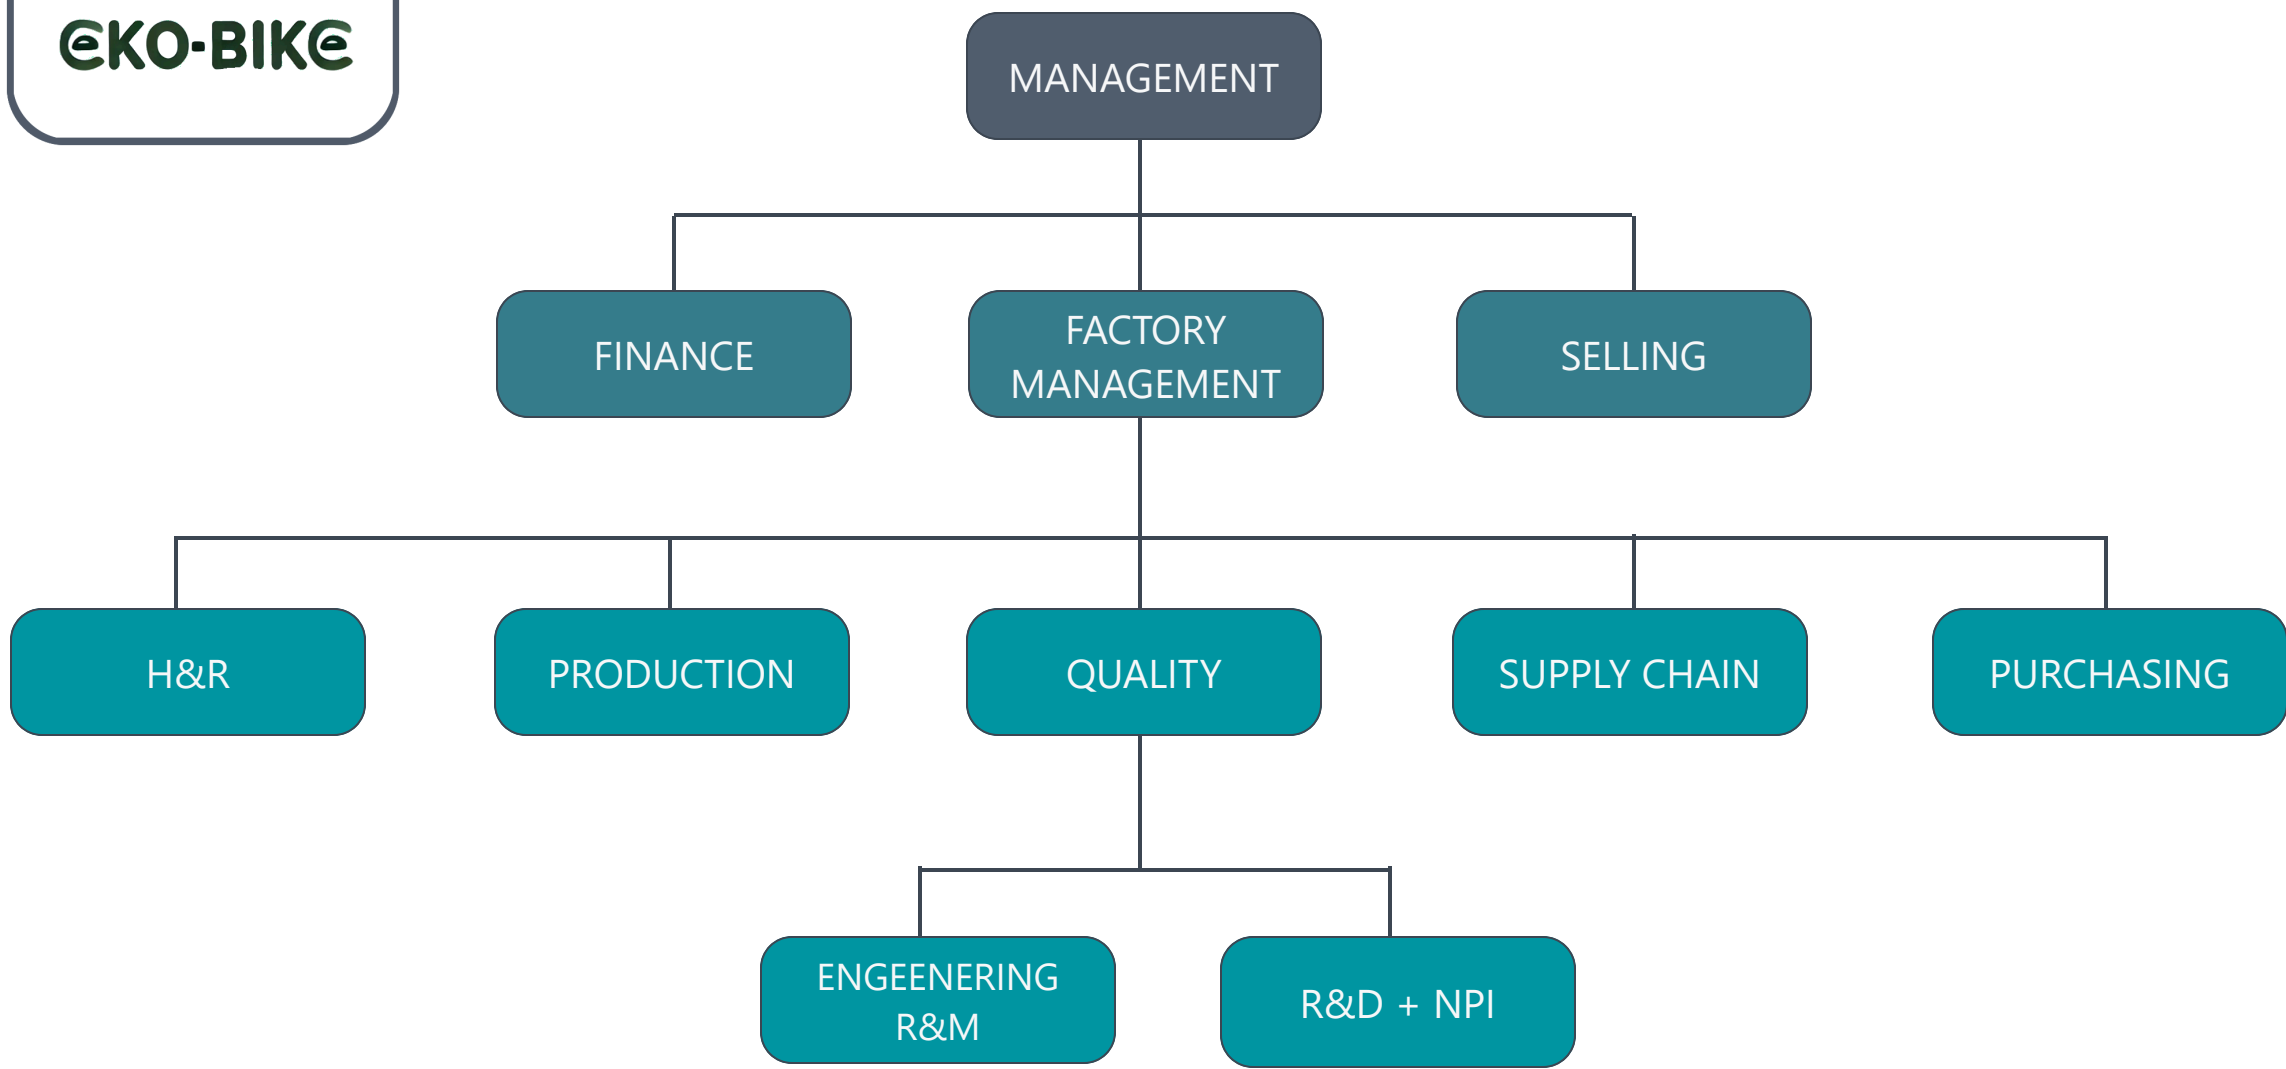 eKO-BIKe
MANAGEMENT
FINANCE
FACTORY
MANAGEMENT
SELLING
H&R
PRODUCTION
QUALITY
SUPPLY CHAIN
PURCHASING
ENGEENERING
R&M
R&D + NPI